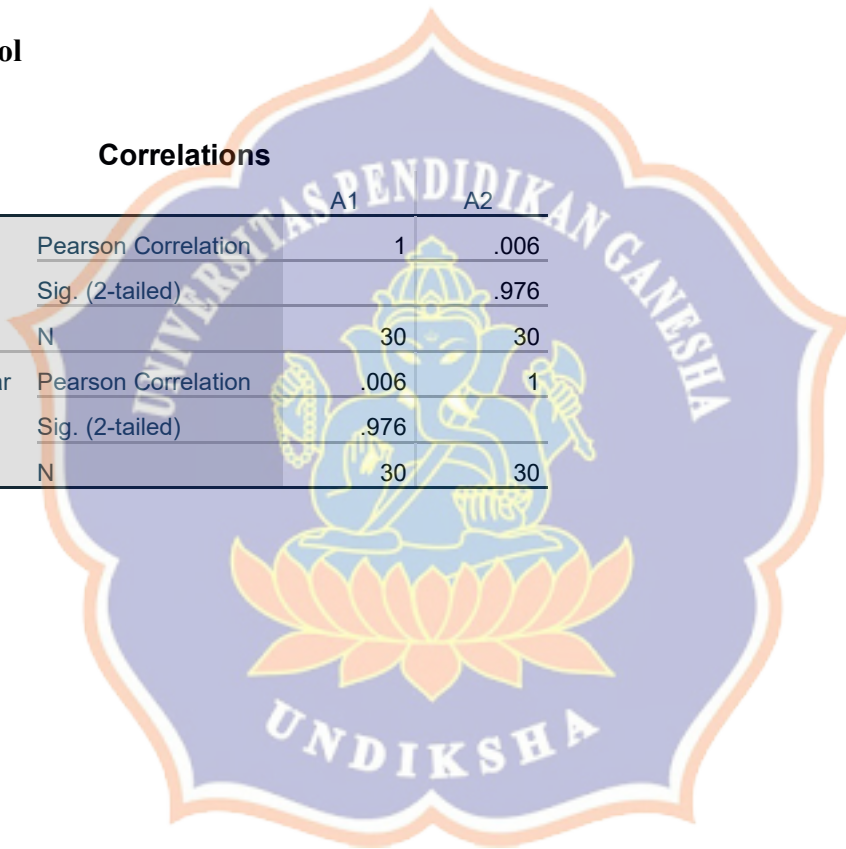 ol
Correlations
A1 A2
Pearson Correlation 1 .006
Sig. (2-tailed) .976
N 30 30
ar Pearson Correlation .006 1
Sig. (2-tailed) .976
N 30 30
UNIVERSITAS PENDIDIKAN GANESHA
UNDIKSHA